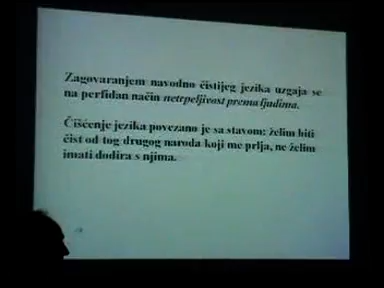 Zagovaranjem navodno čistijeg jezika uzgaja se
na perfidan način netrpeljivost prema ljudima.
Čišćenje jezika povezano je sa stavom: želim biti
čist od tog drugog naroda koji me prlja, ne želim
imati dodira s njima.